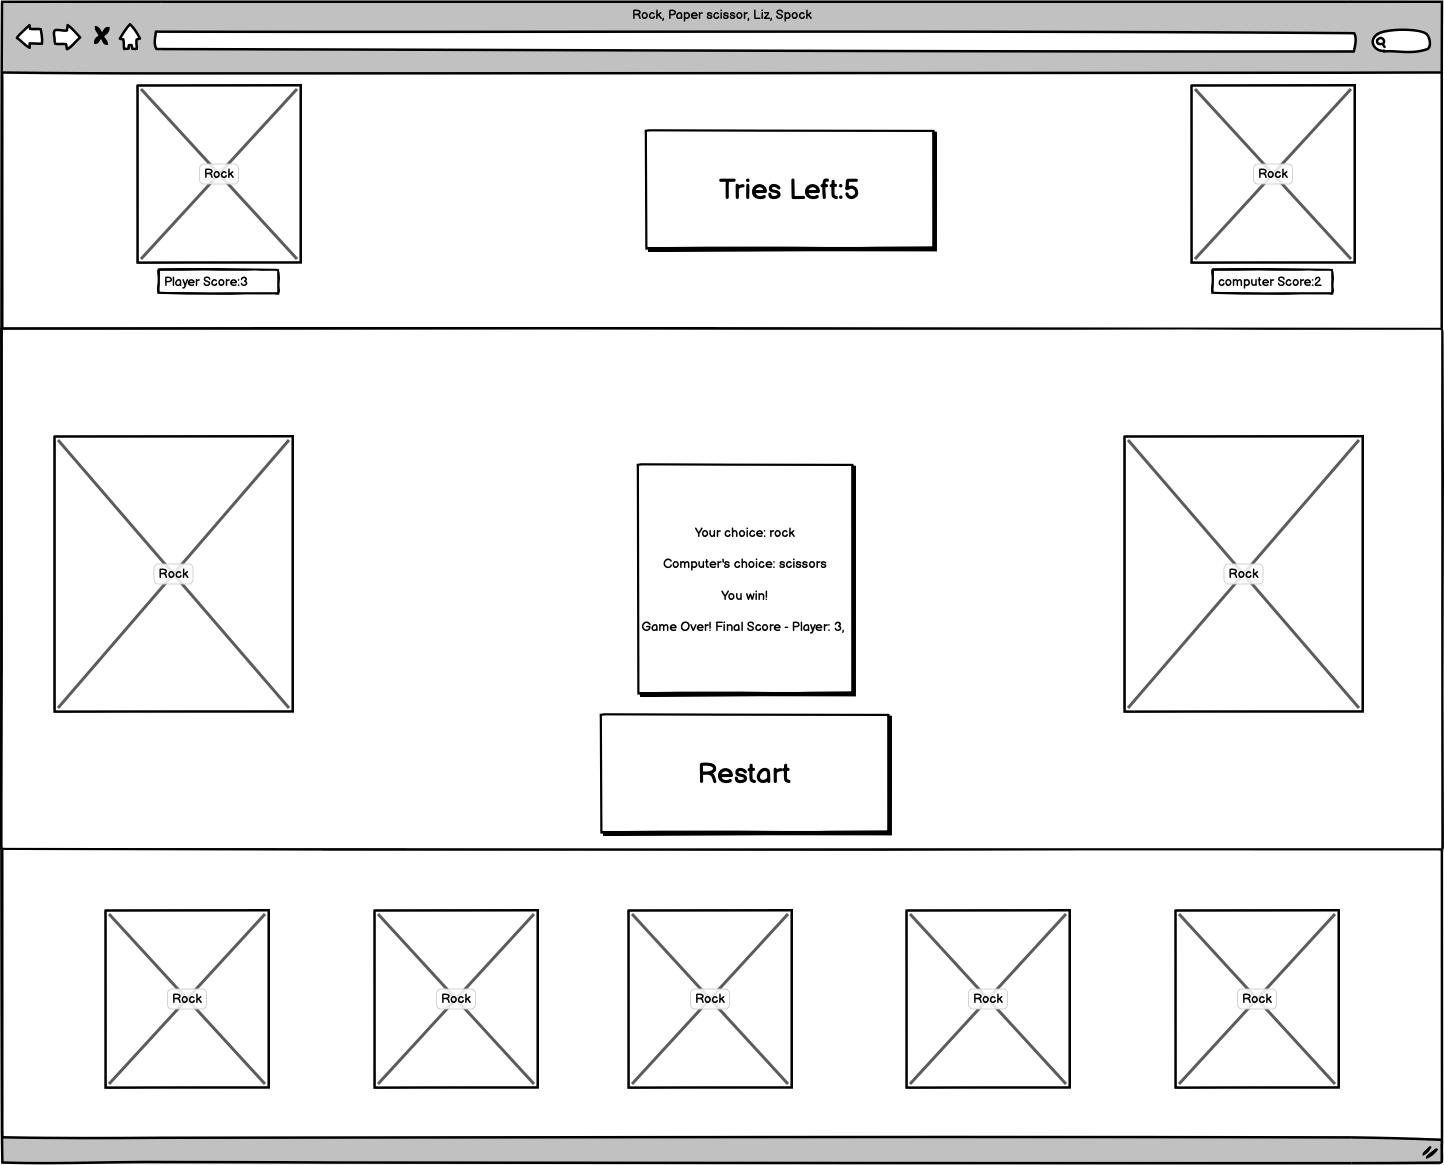 Rock, Paper scissor, Liz, Spock
Rock
Tries Left:5
Rock
Player Score:3
computer Score:2
Rock
Your choice: rock
Computer's choice: scissors
You win!
Game Over! Final Score - Player: 3,
Rock
Restart
Rock
Rock
Rock
Rock
Rock